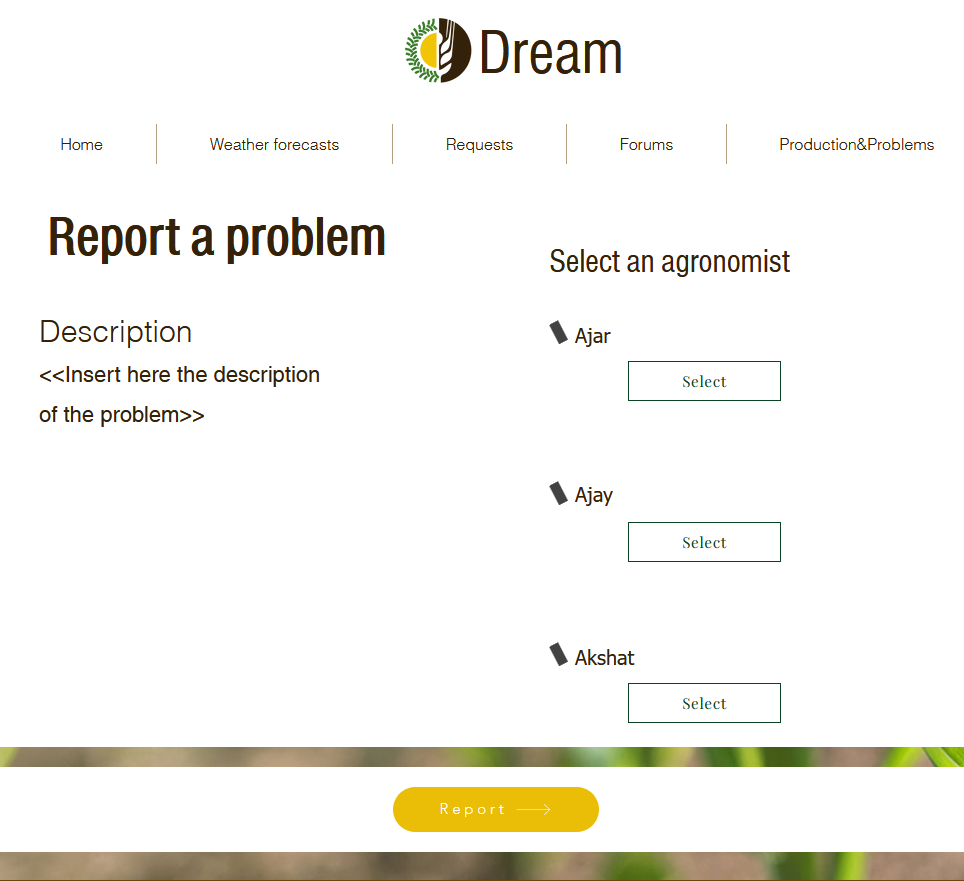 Dream
Home
Weather forecasts
Requests
Forums
Production&Problems
Report a problem
Description
<<Insert here the description
of the problem>>
Select an agronomist
Ajar
Select
Ajay
Select
Akshat
Select
Report